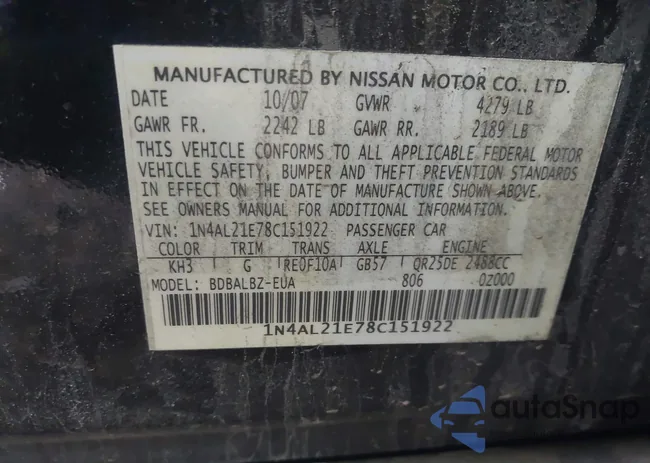 MANUFACTURED BY NISSAN MOTOR CO., LTD.
DATE 10/07 GVWR 4279 LB
GAWR FR. 2242 LB GAWR RR. 2189 LB
THIS VEHICLE CONFORMS TO ALL APPLICABLE FEDERAL MOTOR
VEHICLE SAFETY, BUMPER AND THEFT PREVENTION STANDARDS
IN EFFECT ON THE DATE OF MANUFACTURE SHOWN ABOVE.
SEE OWNERS MANUAL FOR ADDITIONAL INFORMATION.
VIN: 1N4AL21E78C151922 PASSENGER CAR
COLOR TRIM TRANS AXLE ENGINE
KH3 G RE0F10A GB57 QR25DE 2488CC
MODEL: BDBALBZ-EUA 806 02000
1N4AL21E78C151922
autoSnap